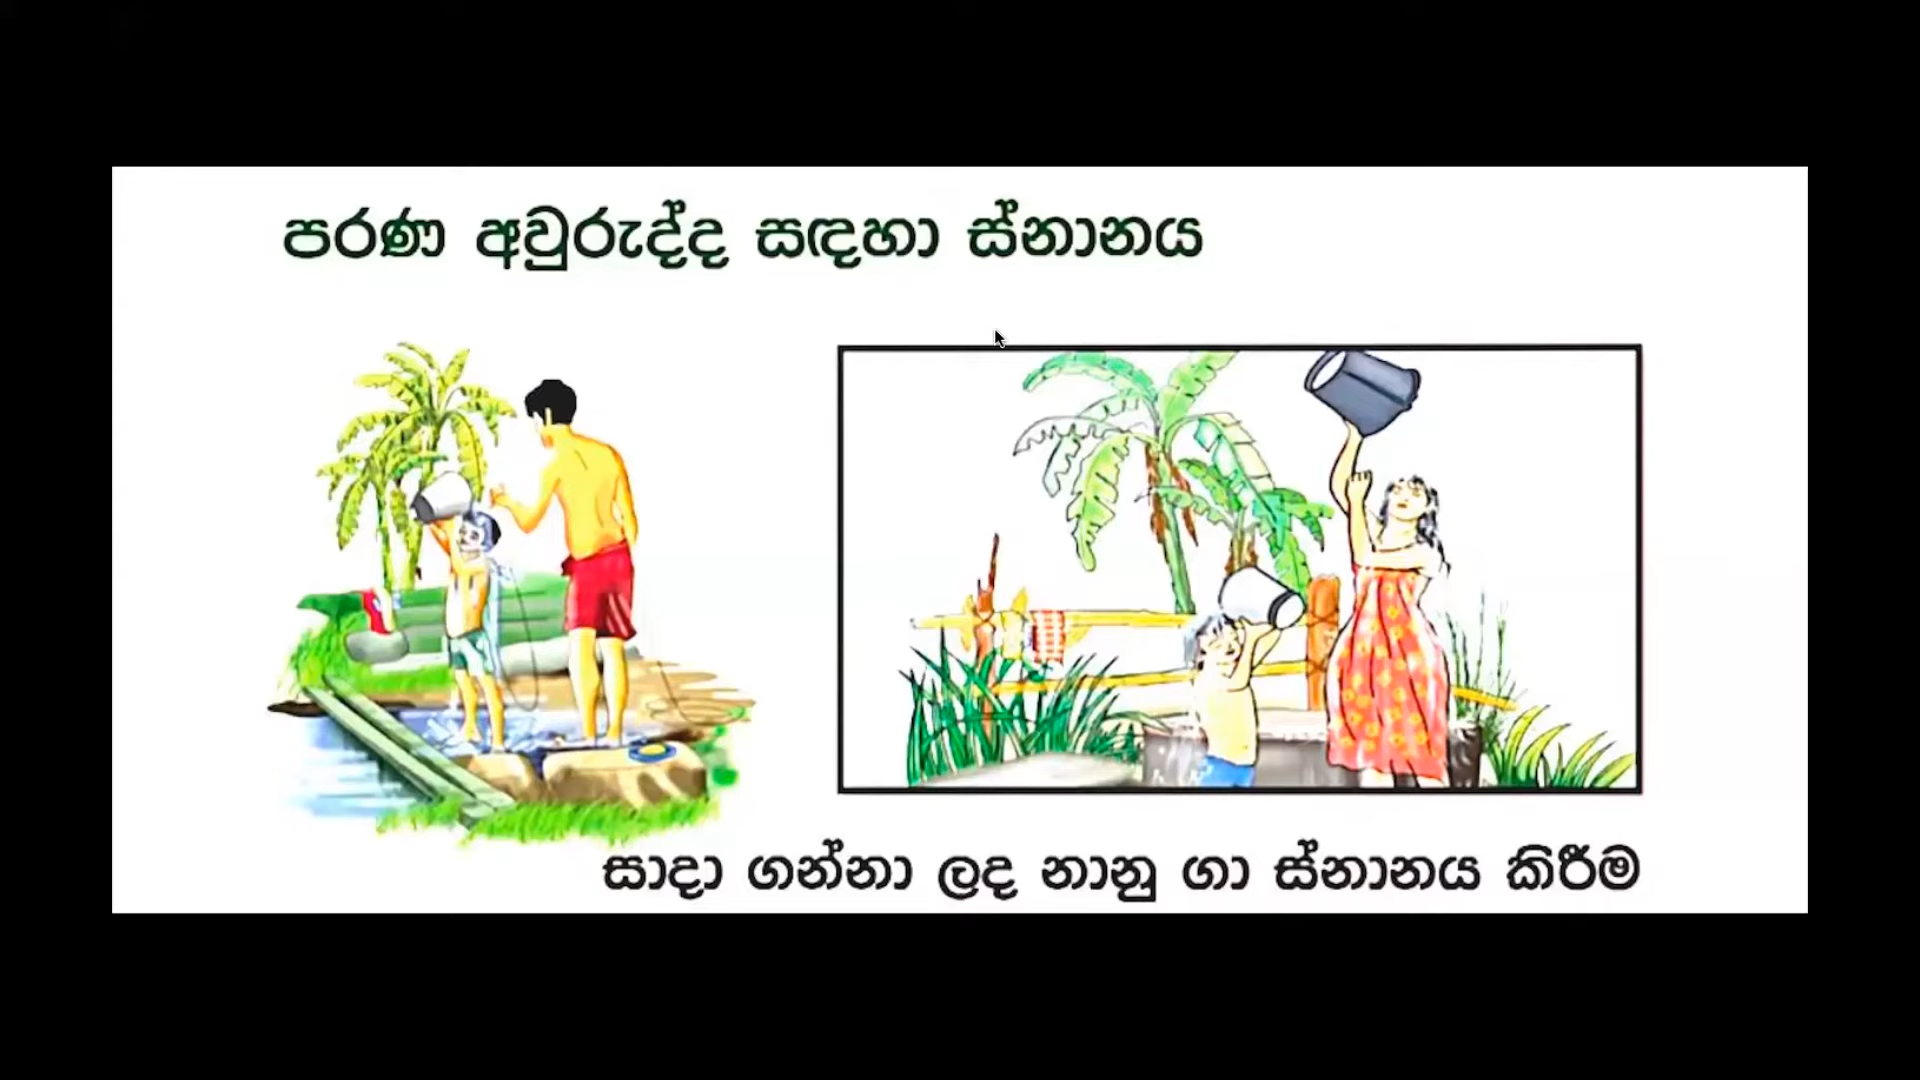 පරණ අවුරුද්ද සඳහා ස්නානය
සාදා ගන්නා ලද නානු ගා ස්නානය කිරීම